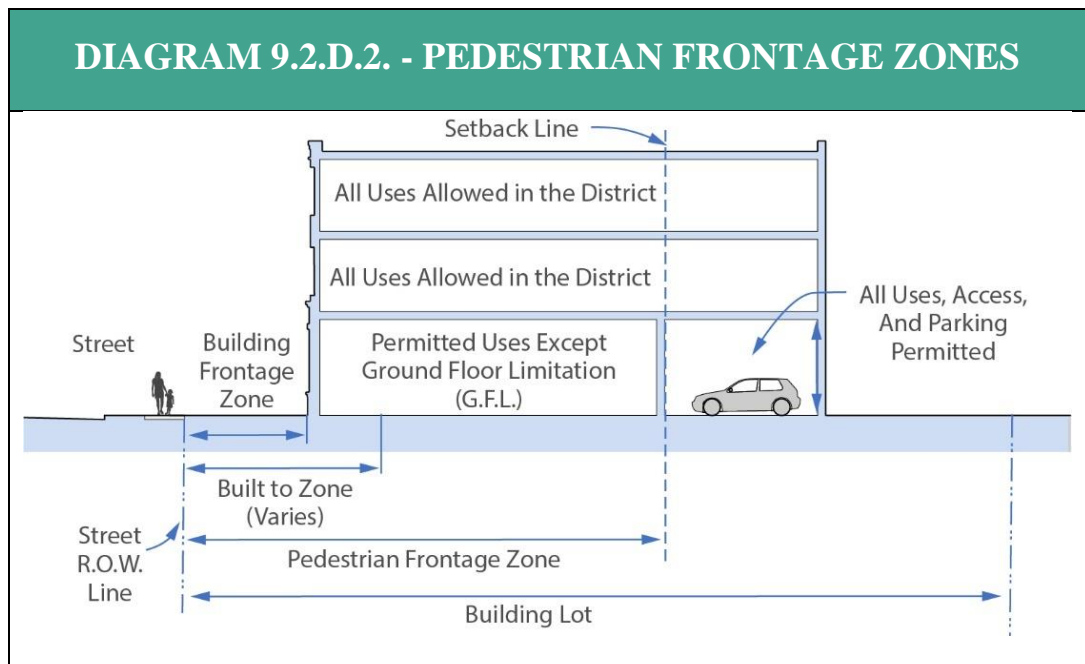 DIAGRAM 9.2.D.2. - PEDESTRIAN FRONTAGE ZONES
Setback Line
All Uses Allowed in the District
All Uses Allowed in the District
All Uses, Access,
And Parking
Permitted
Street
Building
Frontage
Zone
Permitted Uses Except
Ground Floor Limitation
(G.F.L.)
Built to Zone
(Varies)
Street
R.O.W.
Line
Pedestrian Frontage Zone
Building Lot